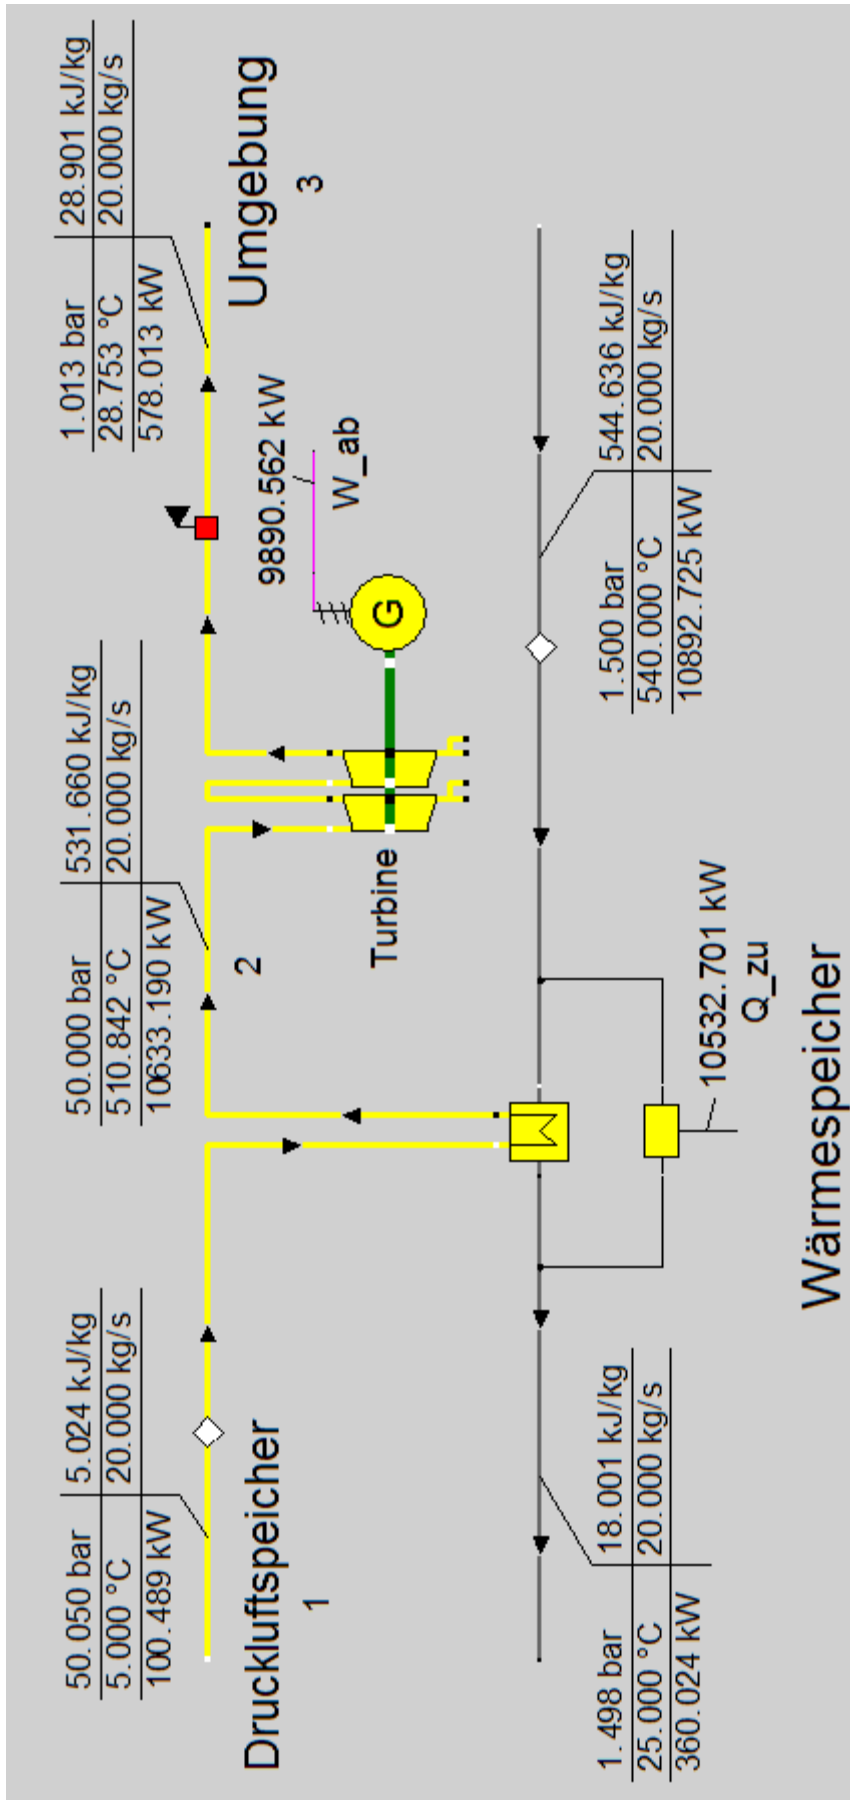 50.050 bar 5.024 kJ/kg
5.000 °C 20.000 kg/s
100.489 kW
Druckluftspeicher
1
50.000 bar 531.660 kJ/kg
510.842 °C 20.000 kg/s
10633.190 kW
2
Turbine
G
9890.562 kW
W_ab
1.013 bar 28.901 kJ/kg
28.753 °C 20.000 kg/s
578.013 kW
Umgebung
3
1.498 bar 18.001 kJ/kg
25.000 °C 20.000 kg/s
360.024 kW
10532.701 kW
Q_zu
Wärmespeicher
1.500 bar 544.636 kJ/kg
540.000 °C 20.000 kg/s
10892.725 kW